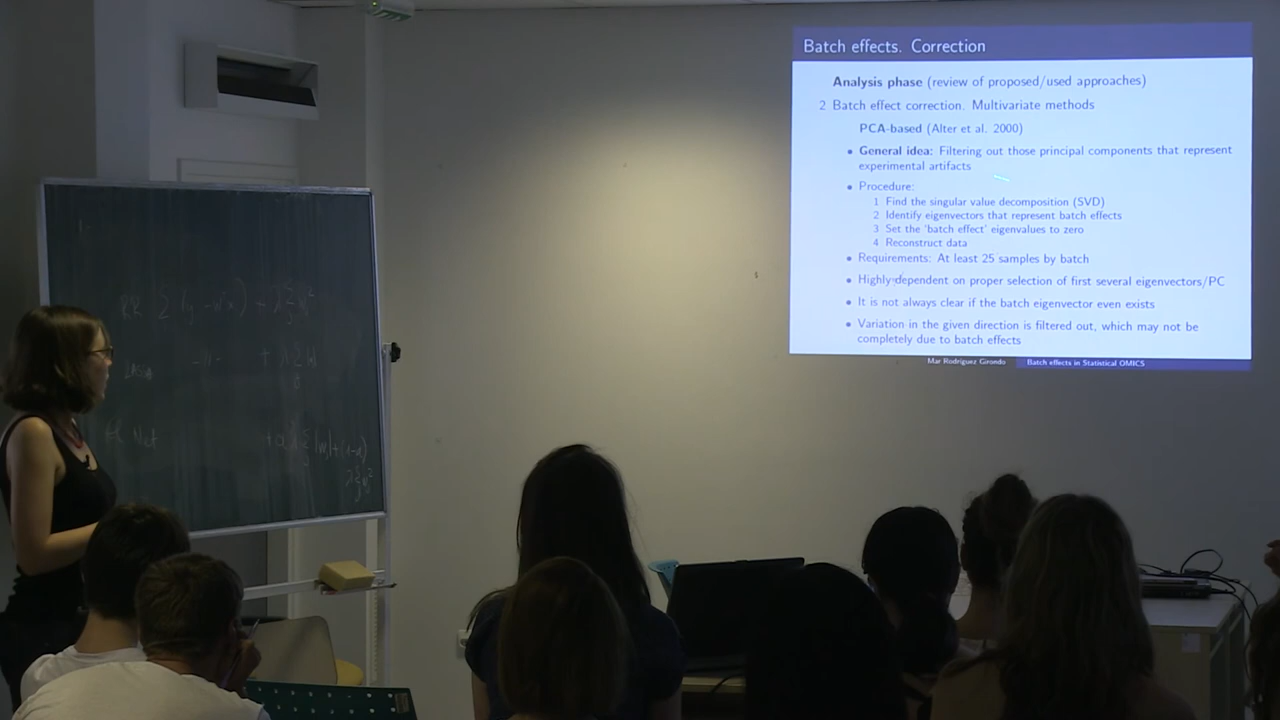 Batch effects. Correction
Analysis phase (review of proposed/used approaches)
2 Batch effect correction. Multivariate methods
PCA-based (Alter et al. 2000)
• General idea: Filtering out those principal components that represent
experimental artifacts
• Procedure:
1 Find the singular value decomposition (SVD)
2 Identify eigenvectors that represent batch effects
3 Set the 'batch effect' eigenvalues to zero
4 Reconstruct data
• Requirements: At least 25 samples by batch
• Highly dependent on proper selection of first several eigenvectors/PC
• It is not always clear if the batch eigenvector even exists
• Variation in the given direction is filtered out, which may not be
completely due to batch effects
Mar Rodriguez Girondo Batch effects in Statistical OMICS
RR
LASSO
Net